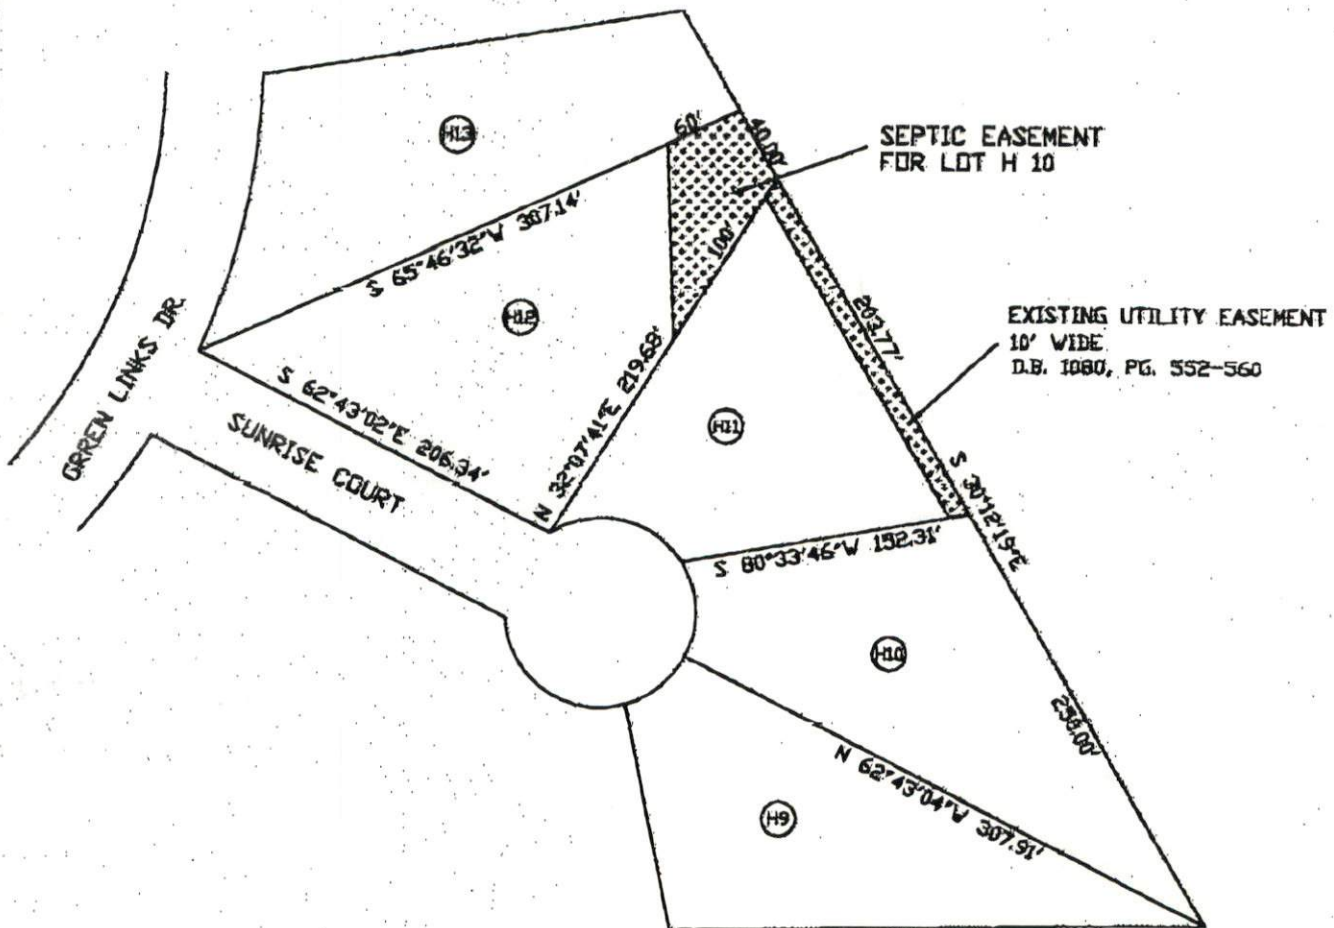 H13
60'
40.00'
SEPTIC EASEMENT
FOR LOT H 10
S 65°46'32"W 307.14'
100'
H12
203.77'
EXISTING UTILITY EASEMENT
10' WIDE
D.B. 1080, PG. 552-560
GRREN LINKS DR.
S 62°43'02"E 206.34'
SUNRISE COURT
N 32°07'41"E 219.68'
H11
S 30°12'19"E
S 80°33'46"W 152.31'
H10
250.00'
N 62°43'04"W 307.91'
H9